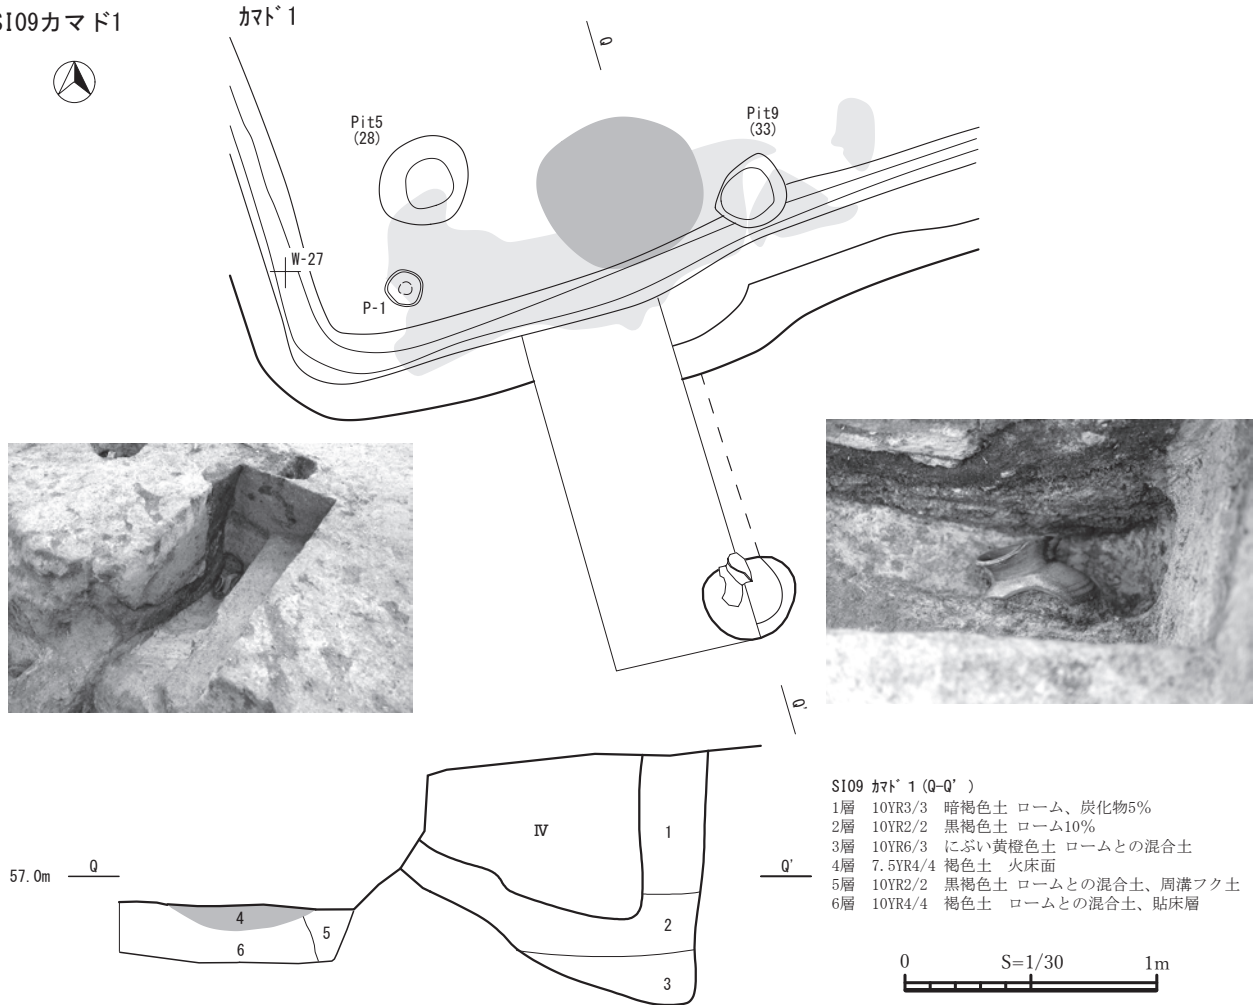 SI09カマド1
ｶﾏﾄﾞ1
Q
Pit5
(28)
Pit9
(33)
W-27
P-1
Q'
Ⅳ
1
57.0m
Q
Q'
4
5
6
2
3
SI09 ｶﾏﾄﾞ 1 (Q-Q')
1層 10YR3/3 暗褐色土 ローム、炭化物5%
2層 10YR2/2 黒褐色土 ローム10%
3層 10YR6/3 にぶい黄橙色土 ロームとの混合土
4層 7.5YR4/4 褐色土 火床面
5層 10YR2/2 黒褐色土 ロームとの混合土、周溝フク土
6層 10YR4/4 褐色土 ロームとの混合土、貼床層
0 S=1/30 1m